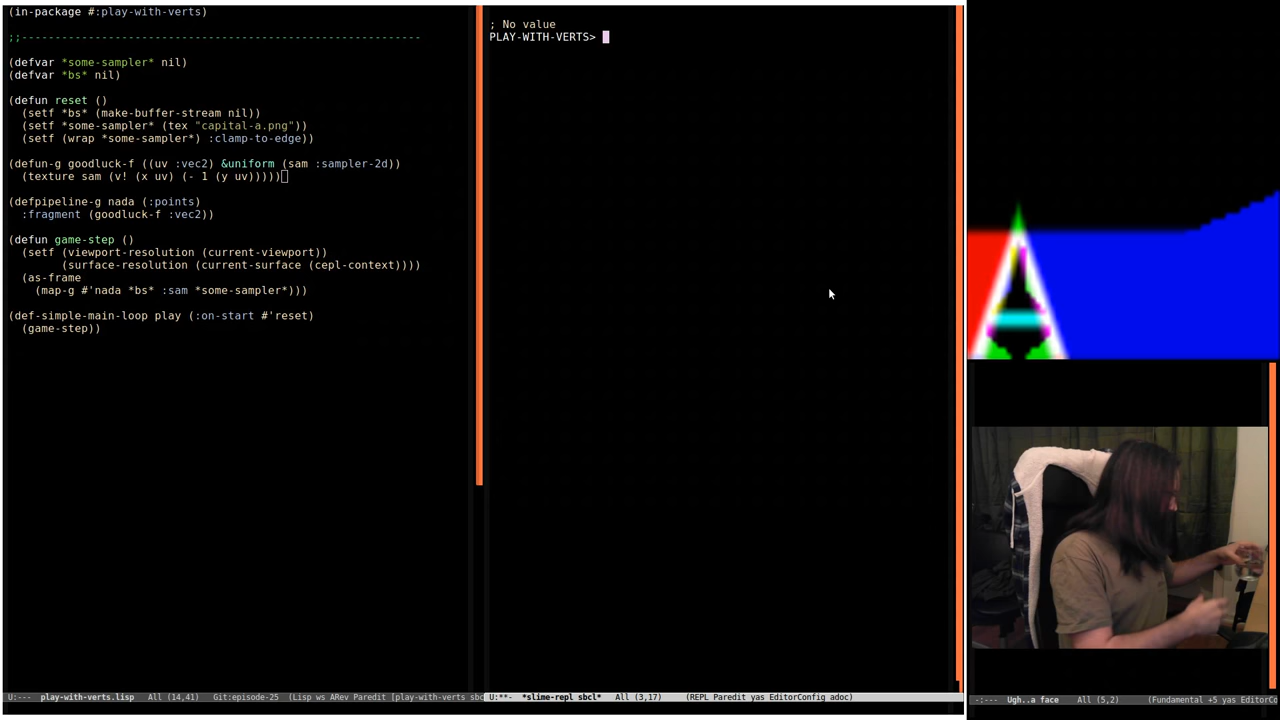 (in-package #:play-with-verts)
;;------------------------------------------------------------
(defvar *some-sampler* nil)
(defvar *bs* nil)
(defun reset ()
(setf *bs* (make-buffer-stream nil))
(setf *some-sampler* (tex "capital-a.png"))
(setf (wrap *some-sampler*) :clamp-to-edge))
(defun-g goodluck-f ((uv :vec2) &uniform (sam :sampler-2d))
(texture sam (v! (x uv) (- 1 (y uv)))))
(defpipeline-g nada (:points)
:fragment (goodluck-f :vec2))
(defun game-step ()
(setf (viewport-resolution (current-viewport))
(surface-resolution (current-surface (cepl-context))))
(as-frame
(map-g #'nada *bs* :sam *some-sampler*)))
(def-simple-main-loop play (:on-start #'reset)
(game-step))
U:--- play-with-verts.lisp All (14,41) Git:episode-25 (Lisp ws ARev Paredit [play-with-verts sbc
; No value
PLAY-WITH-VERTS>
U:**- *slime-repl sbcl* All (3,17) (REPL Paredit yas EditorConfig adoc)
-:--- Ugh..a face All (5,2) (Fundamental +5 yas EditorCo